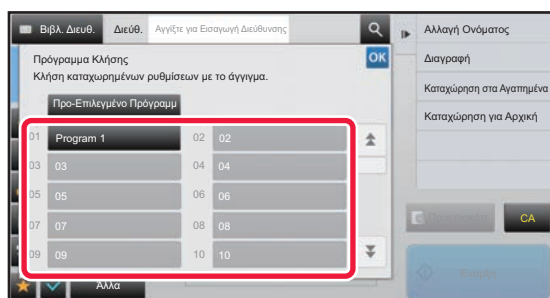 Βιβλ. Διευθ. Διεύθ. Αγγίξτε για Εισαγωγή Διεύθυνσης
Πρόγραμμα Κλήσης OK
Κλήση καταχωρημένων ρυθμίσεων με το άγγιγμα.
Προ-Επιλεγμένο Πρόγραμμ
01 Program 1 02 02
03 03 04 04
05 05 06 06
07 07 08 08
09 09 10 10
Άλλα
Αλλαγή Ονόματος
Διαγραφή
Καταχώρηση στα Αγαπημένα
Καταχώρηση για Αρχική
CA
Έναρξη